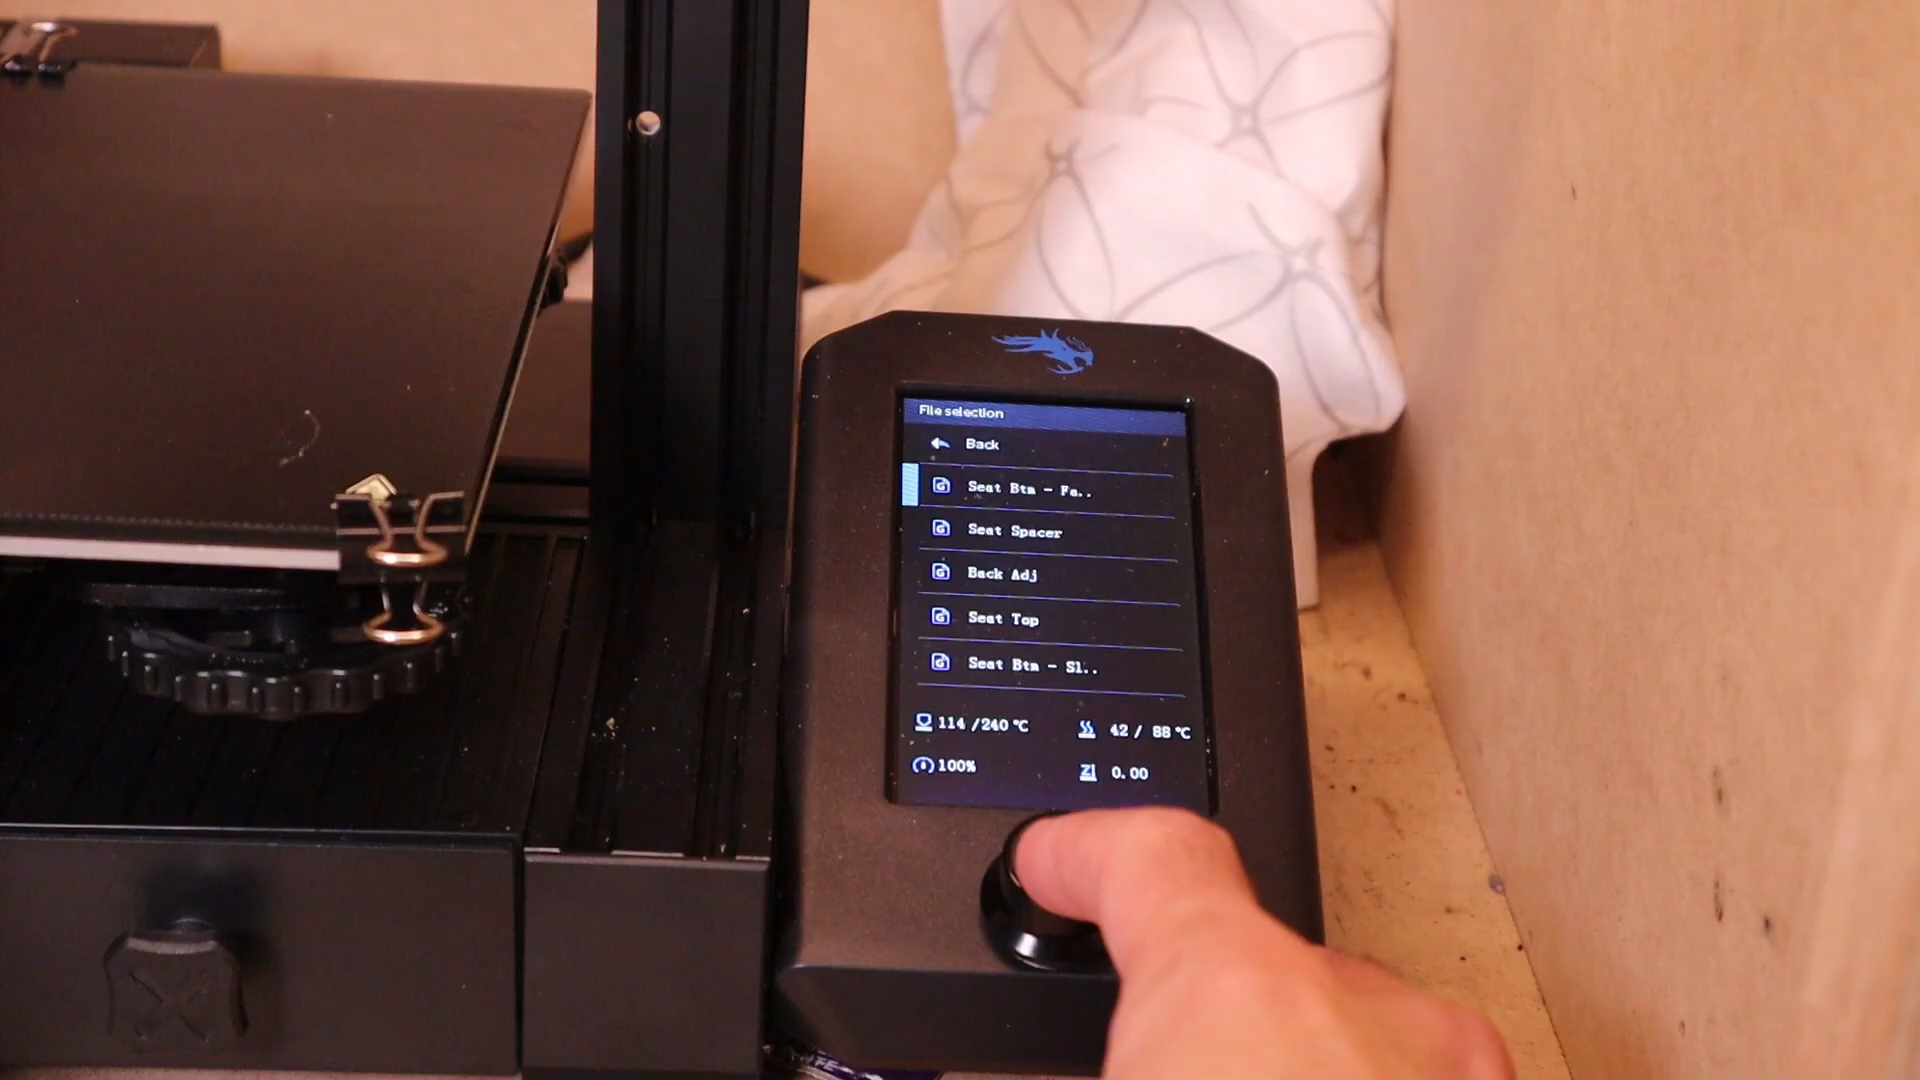 File selection
Back
Seat Btm - Fa..
Seat Spacer
Back Adj
Seat Top
Seat Btm - Sl..
114 /240 ℃ 42 / 88 ℃
100% Z 0.00